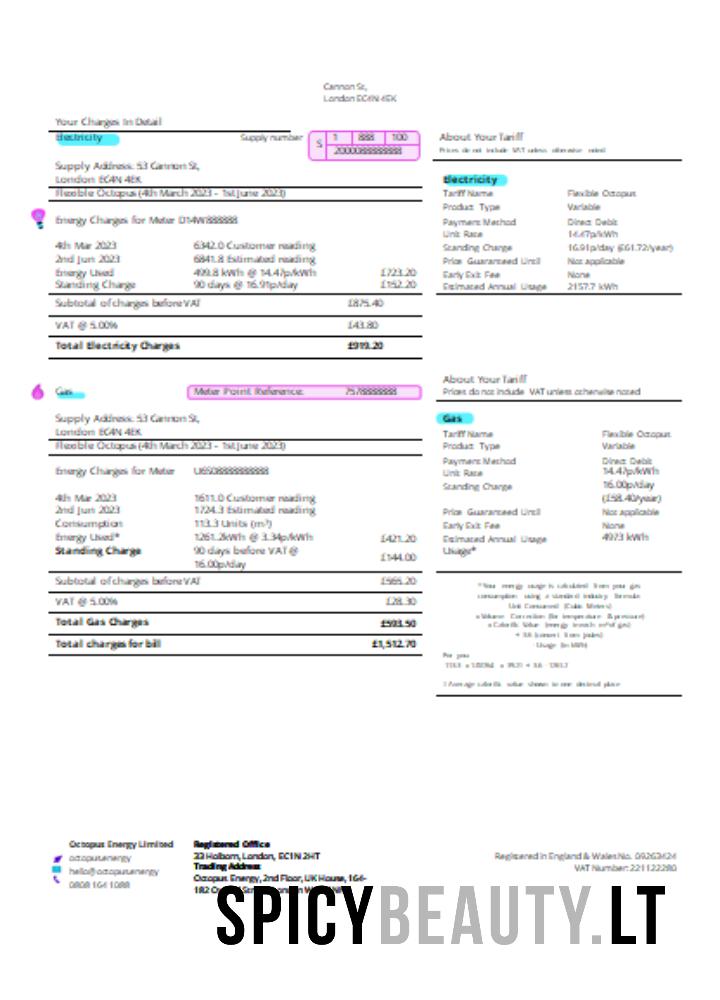 Cannon St,
London EC4N 4EK
Your Charges In Detail
Electricity
Supply number
S 1 888 100
2000088888888
Supply Address: 53 Cannon St,
London EC4N 4EK
Flexible Octopus (4th March 2023 - 1st June 2023)
Energy Charges for Meter D14W888888
4th Mar 2023 6342.0 Customer reading
2nd Jun 2023 6841.8 Estimated reading
Energy Used 499.8 kWh @ 14.47p/kWh £723.20
Standing Charge 90 days @ 16.91p/day £152.20
Subtotal of charges before VAT £875.40
VAT @ 5.00% £43.80
Total Electricity Charges £919.20
About Your Tariff
Prices do not include VAT unless otherwise noted
Electricity
Tariff Name Flexible Octopus
Product Type Variable
Payment Method Direct Debit
Unit Rate 14.47p/kWh
Standing Charge 16.91p/day (£61.72/year)
Price Guaranteed Until Not applicable
Early Exit Fee None
Estimated Annual Usage 2157.7 kWh
Gas
Meter Point Reference: 7578888888
Supply Address: 53 Cannon St,
London EC4N 4EK
Flexible Octopus (4th March 2023 - 1st June 2023)
Energy Charges for Meter
4th Mar 2023 1611.0 Customer reading
2nd Jun 2023 1724.3 Estimated reading
Consumption 113.3 Units (m³)
Energy Used* 1261.2kWh @ 3.34p/kWh £421.20
Standing Charge 90 days before VAT @
16.00p/day £144.00
Subtotal of charges before VAT £565.20
VAT @ 5.00% £28.30
Total Gas Charges £593.50
Total charges for bill £1,512.70
About Your Tariff
Prices do not include VAT unless otherwise noted
Gas
Tariff Name Flexible Octopus
Product Type Variable
Payment Method Direct Debit
Unit Rate 14.47p/kWh
Standing Charge 16.00p/day
(£58.40/year)
Price Guaranteed Until Not applicable
Early Exit Fee None
Estimated Annual 4973 kWh
Usage*
*Your energy usage is calculated from you gas
consumption using a standard industry formula
Unit Consumed (Cubic Meters)
x Volume Correction (for temperature & pressure)
x Calorific Value (energy in each m³ of gas)
÷ 3.6 (convert from joules)
Usage (in kWh)
For you
† Average calorific value shown to one decimal place
Octopus Energy Limited
octopus.energy
hello@octopus.energy
0808 164 1088
Registered Office
33 Holborn, London, EC1N 2HT
Trading Address
Octopus Energy, 2nd Floor, UK House, 164-
182
Registered in England & Wales No. 09263424
VAT Number: 221122280
SPICYBEAUTY.LT